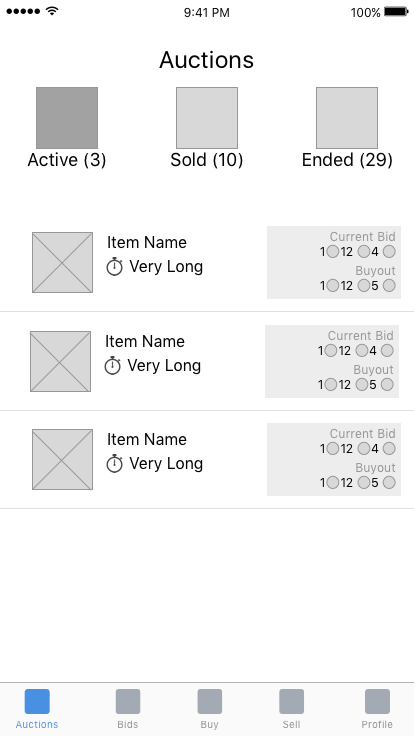 9:41 PM 100%
Auctions
Active (3) Sold (10) Ended (29)
Item Name
Very Long
Current Bid
1 12 4
Buyout
1 12 5
Item Name
Very Long
Current Bid
1 12 4
Buyout
1 12 5
Item Name
Very Long
Current Bid
1 12 4
Buyout
1 12 5
Auctions Bids Buy Sell Profile